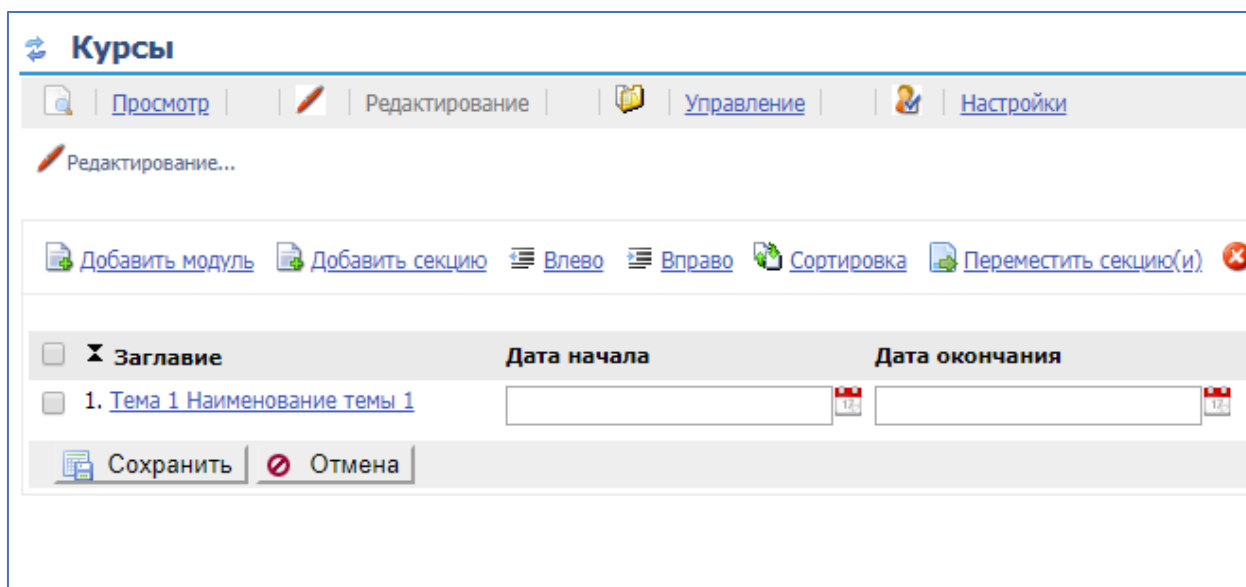 Курсы
Просмотр | | Редактирование | | Управление | | Настройки
Редактирование...
Добавить модуль Добавить секцию Влево Вправо Сортировка Переместить секцию(и)
Заглавие Дата начала Дата окончания
1. Тема 1 Наименование темы 1
Сохранить Отмена